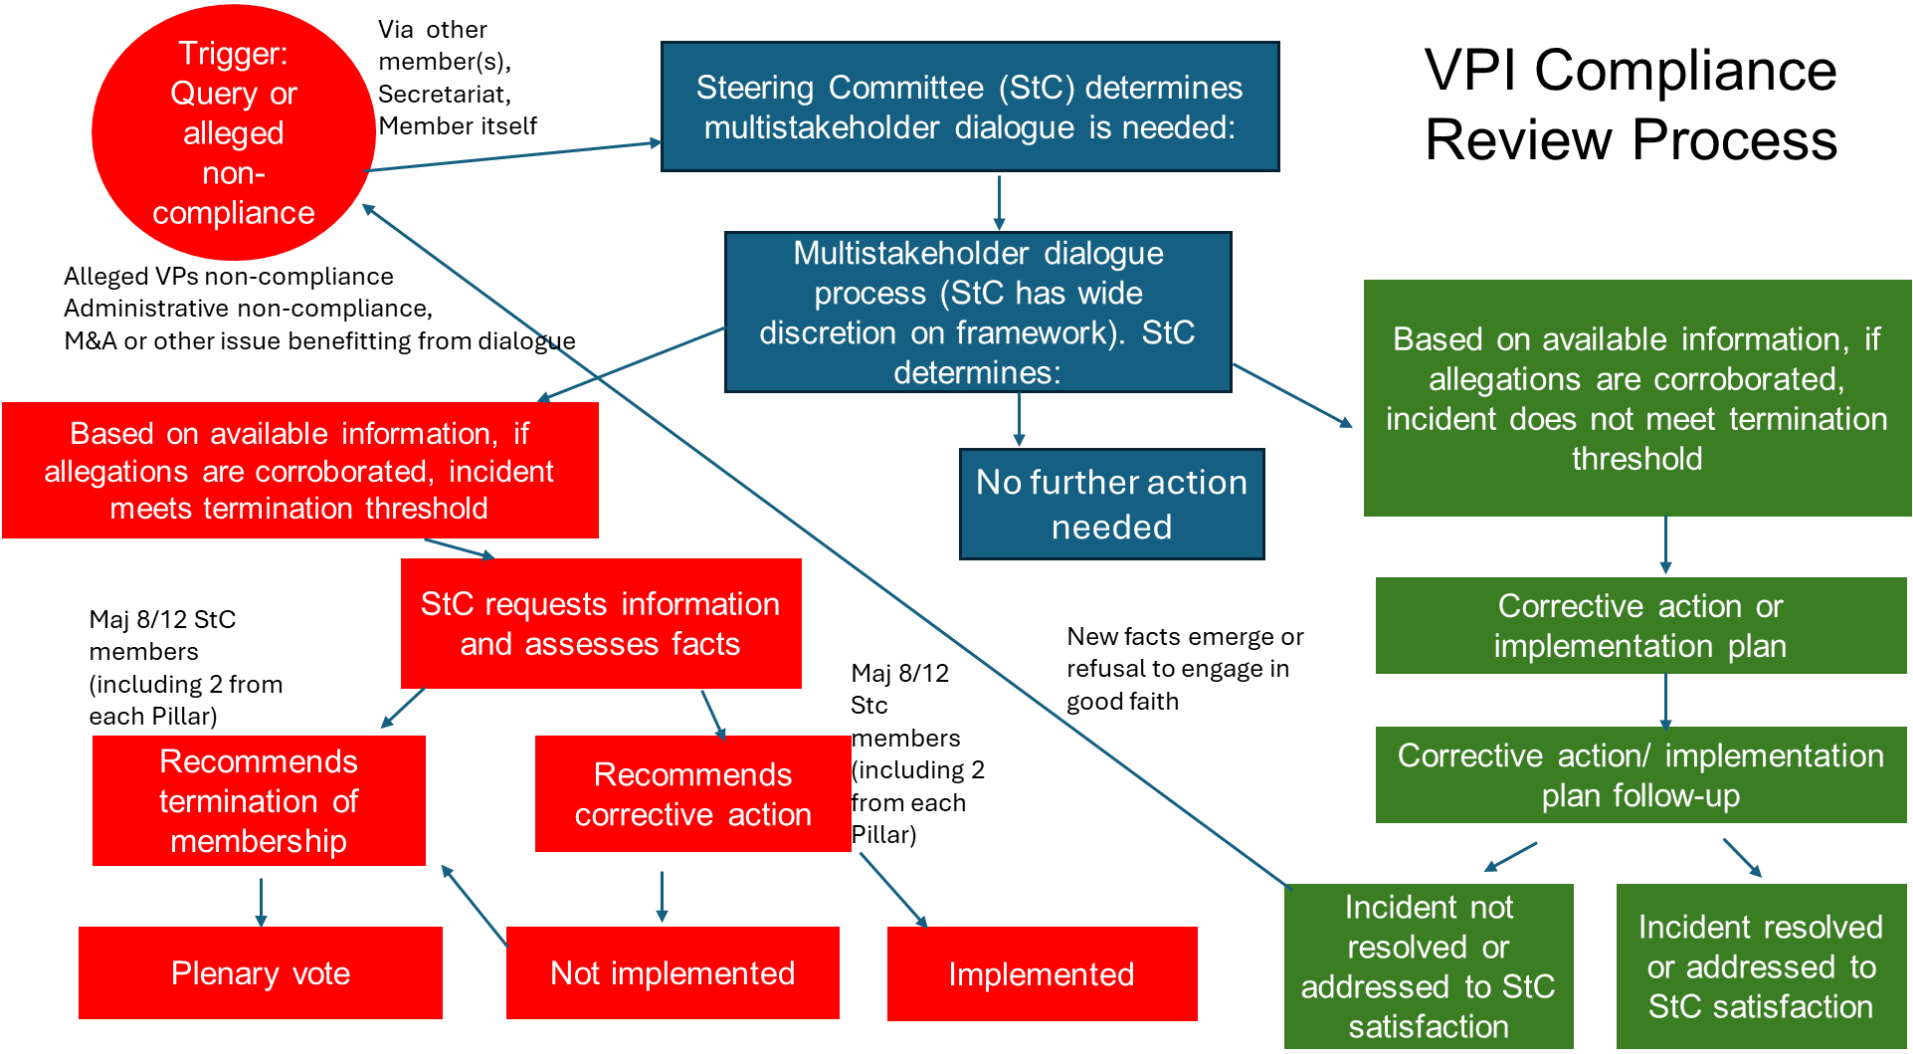 Trigger:
Query or
alleged
non-
compliance
Via other
member(s),
Secretariat,
Member itself
Steering Committee (StC) determines
multistakeholder dialogue is needed:
VPI Compliance
Review Process
Alleged VPs non-compliance
Administrative non-compliance,
M&A or other issue benefitting from dialogue
Multistakeholder dialogue
process (StC has wide
discretion on framework). StC
determines:
Based on available information, if
allegations are corroborated,
incident does not meet termination
threshold
Based on available information, if
allegations are corroborated, incident
meets termination threshold
No further action
needed
StC requests information
and assesses facts
Corrective action or
implementation plan
Maj 8/12 StC
members
(including 2 from
each Pillar)
New facts emerge or
refusal to engage in
good faith
Maj 8/12
Stc
members
(including 2
from each
Pillar)
Recommends
termination of
membership
Recommends
corrective action
Corrective action/ implementation
plan follow-up
Plenary vote
Not implemented
Implemented
Incident not
resolved or
addressed to StC
satisfaction
Incident resolved
or addressed to
StC satisfaction